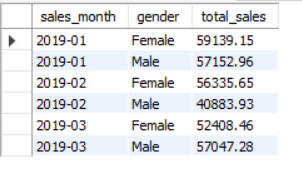 sales_month gender total_sales
2019-01 Female 59139.15
2019-01 Male 57152.96
2019-02 Female 56335.65
2019-02 Male 40883.93
2019-03 Female 52408.46
2019-03 Male 57047.28